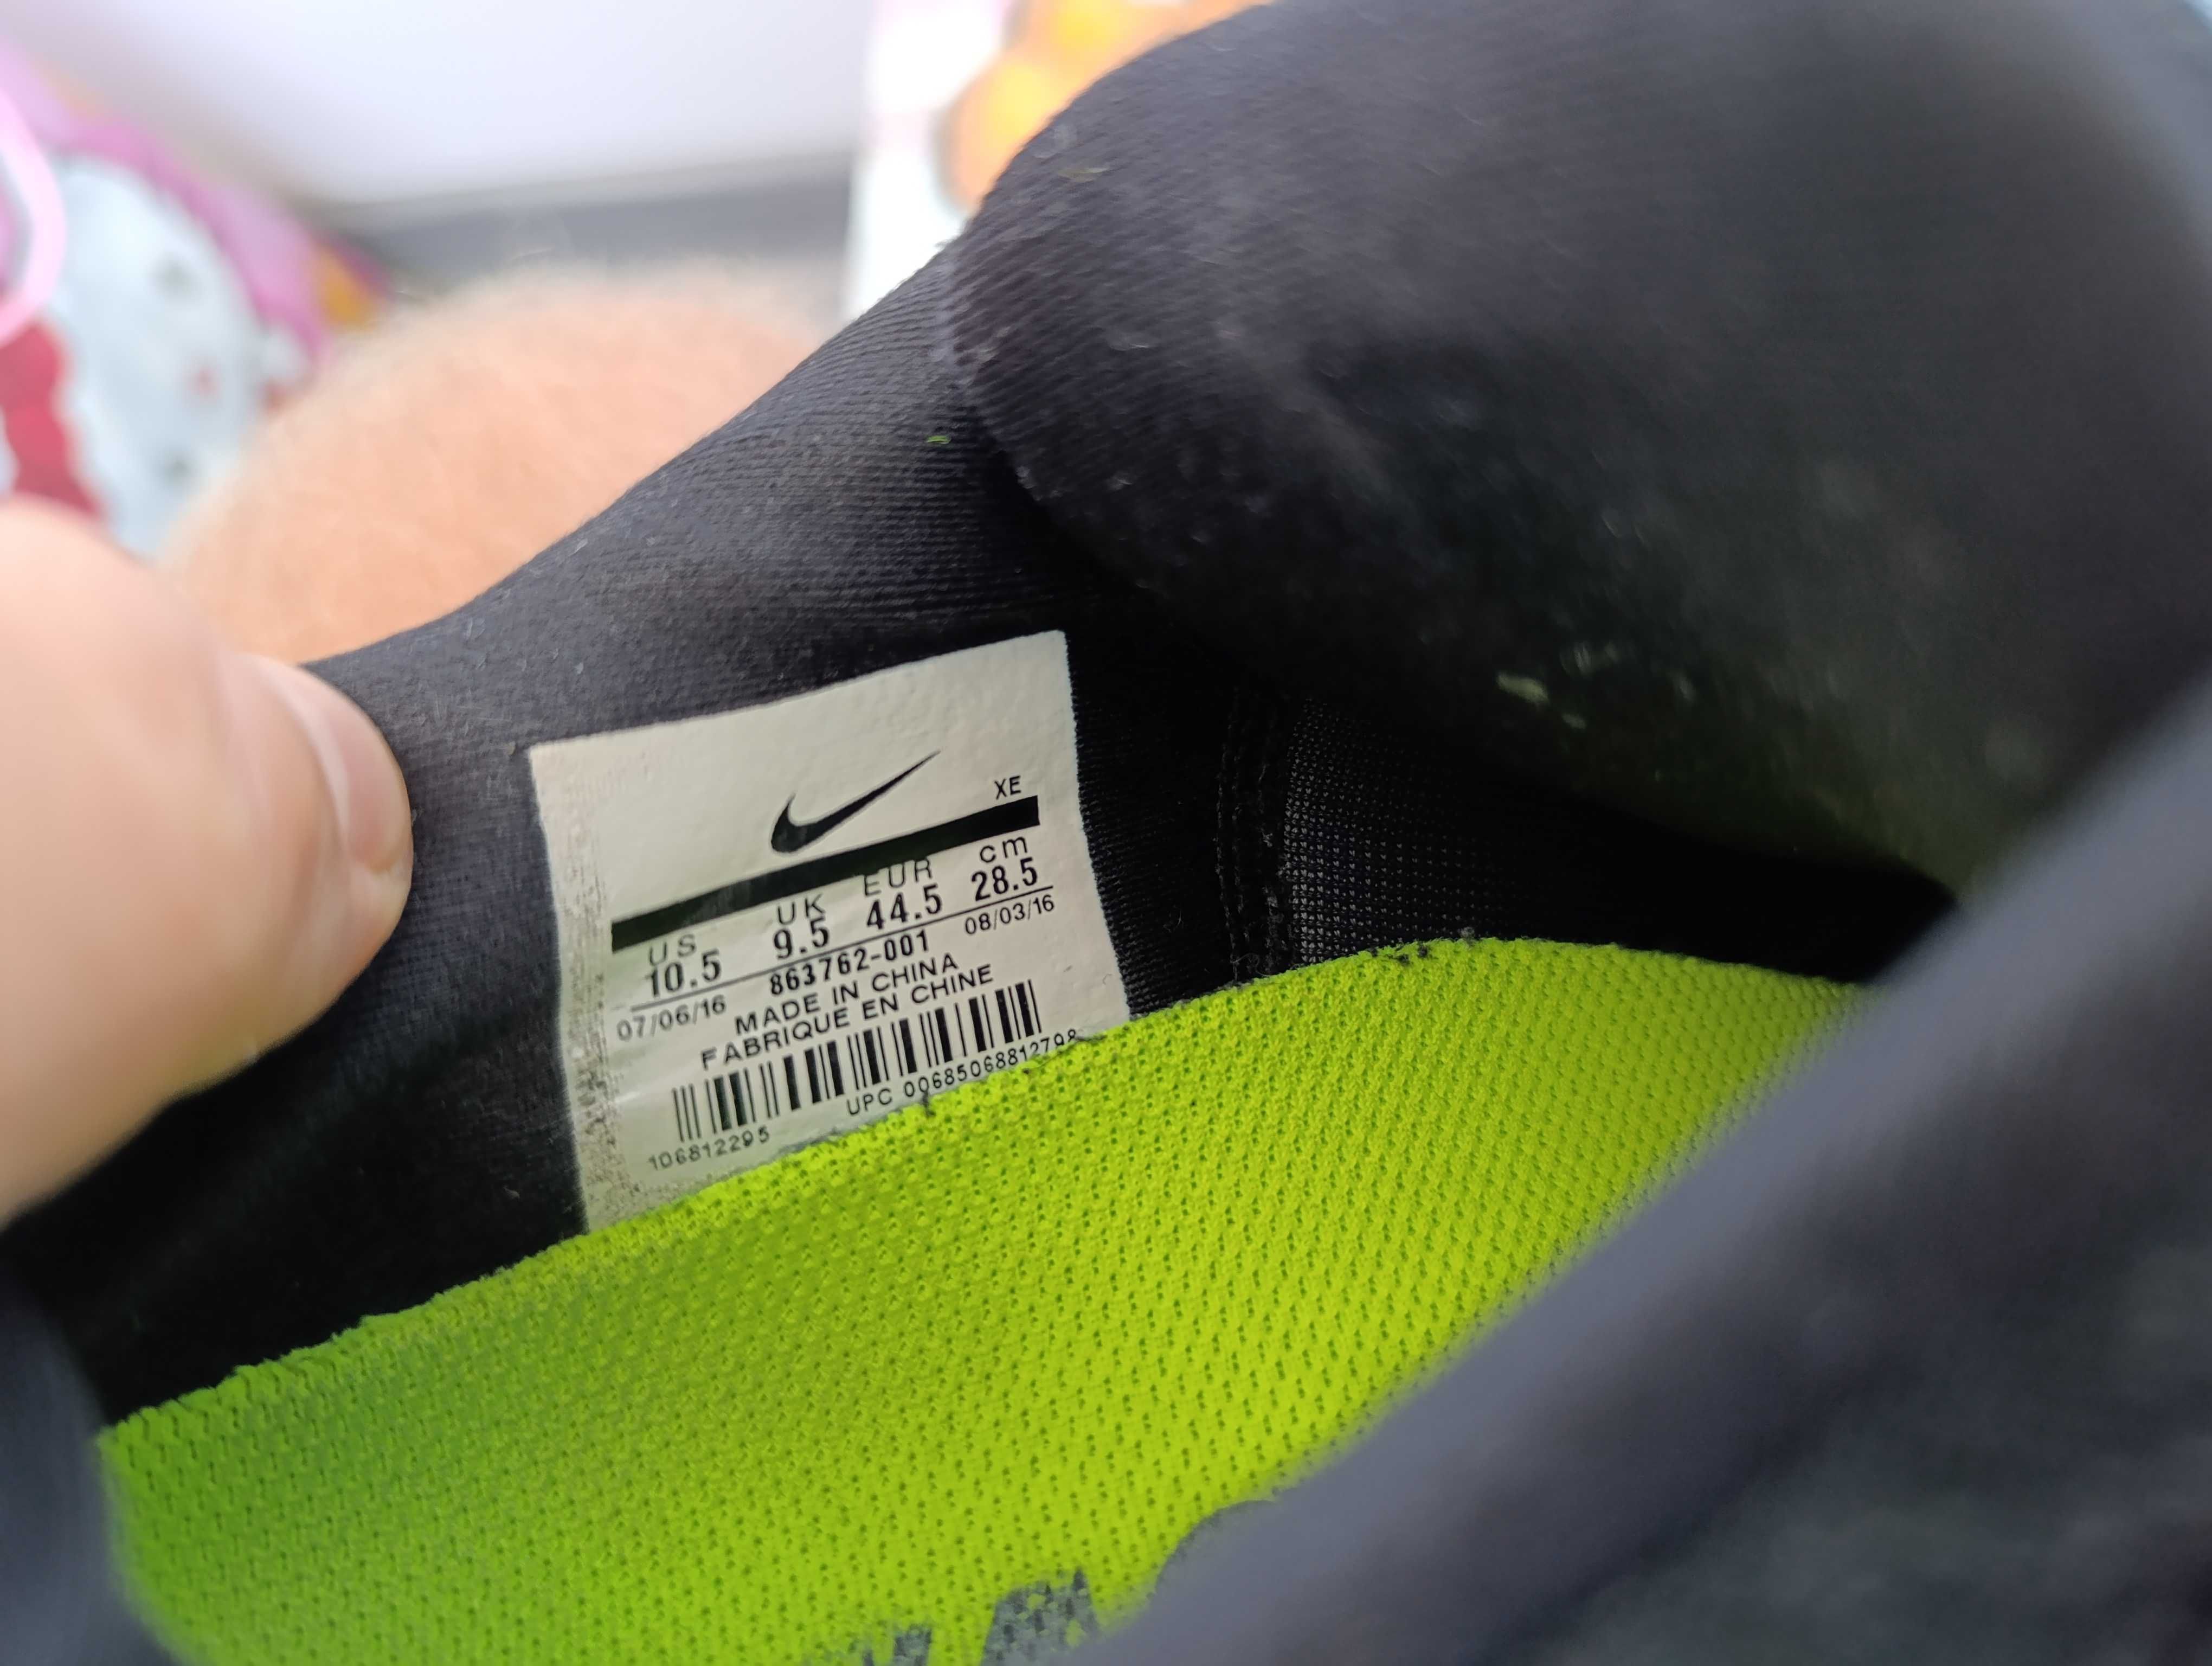 XE
US UK EUR cm
10.5 9.5 44.5 28.5
07/06/16 863762-001 08/03/16
MADE IN CHINA
FABRIQUE EN CHINE
UPC 00685068812798
106812295